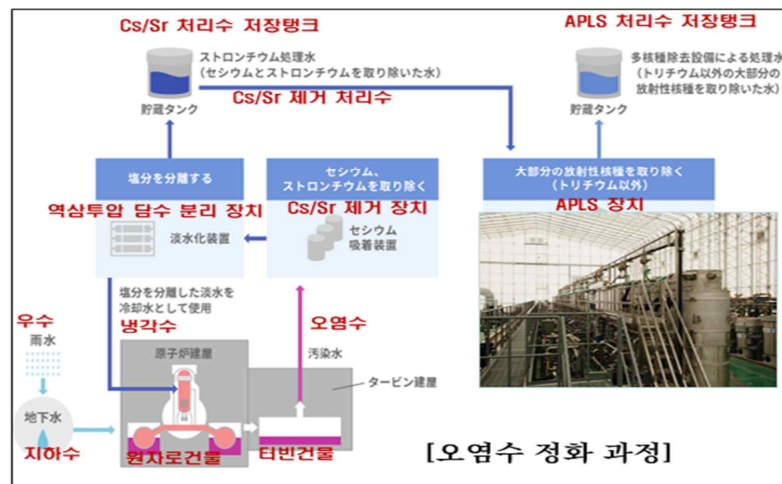 Cs/Sr 처리수 저장탱크
APLS 처리수 저장탱크
ストロンチウム処理水
（セシウムとストロンチウムを取り除いた水）
多核種除去設備による処理水
（トリチウム以外の大部分の
放射性核種を取り除いた水）
貯蔵タンク
Cs/Sr 제거 처리수
貯蔵タンク
塩分を分離する
セシウム、
ストロンチウムを取り除く
大部分の放射性核種を取り除く
（トリチウム以外）
역삼투압 담수 분리 장치
Cs/Sr 제거 장치
APLS 장치
淡水化装置
セシウム
吸着装置
塩分を分離した淡水を
冷却水として使用
우수
냉각수
오염수
雨水
原子炉建屋
汚染水
タービン建屋
地下水
지하수
원자로건물
터빈건물
[오염수 정화 과정]